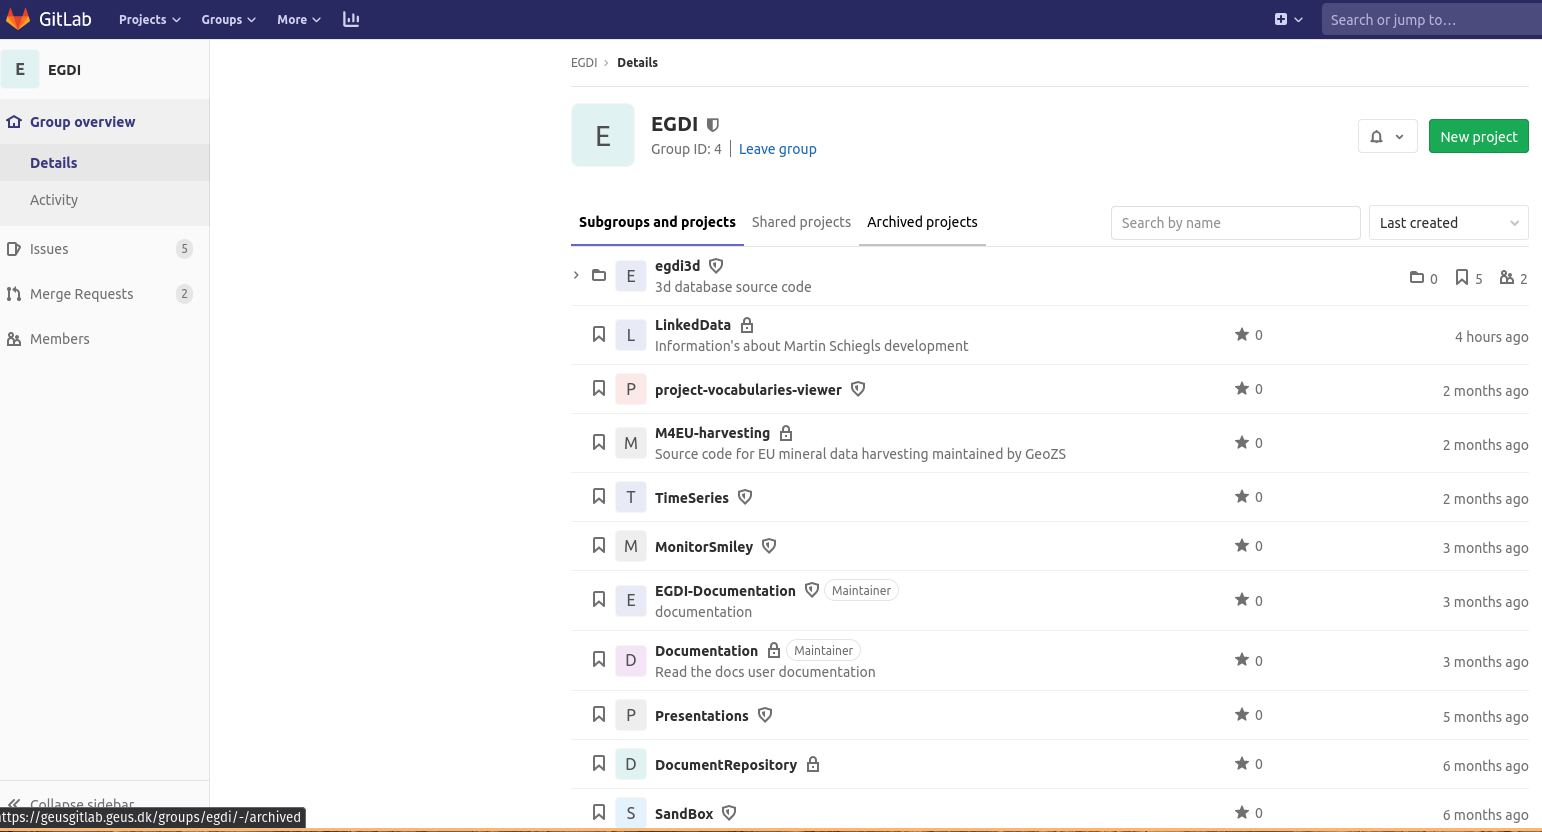 GitLab Projects Groups More Search or jump to...
E EGDI
Group overview
Details
Activity
Issues 5
Merge Requests 2
Members
Collapse sidebar
https://geusgitlab.geus.dk/groups/egdi/-/archived
EGDI › Details
E
EGDI
Group ID: 4 | Leave group
New project
Subgroups and projects Shared projects Archived projects Search by name Last created
E egdi3d 0 5 2
3d database source code
L LinkedData 0 4 hours ago
Information's about Martin Schiegls development
P project-vocabularies-viewer 0 2 months ago
M M4EU-harvesting 0 2 months ago
Source code for EU mineral data harvesting maintained by GeoZS
T TimeSeries 0 2 months ago
M MonitorSmiley 0 3 months ago
E EGDI-Documentation Maintainer 0 3 months ago
documentation
D Documentation Maintainer 0 3 months ago
Read the docs user documentation
P Presentations 0 5 months ago
D DocumentRepository 0 6 months ago
S SandBox 0 6 months ago